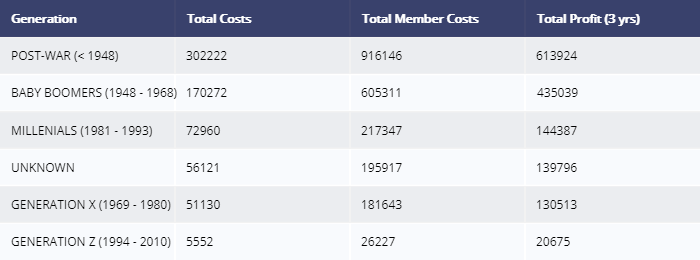 Generation Total Costs Total Member Costs Total Profit (3 yrs)
POST-WAR (< 1948) 302222 916146 613924
BABY BOOMERS (1948 - 1968) 170272 605311 435039
MILLENIALS (1981 - 1993) 72960 217347 144387
UNKNOWN 56121 195917 139796
GENERATION X (1969 - 1980) 51130 181643 130513
GENERATION Z (1994 - 2010) 5552 26227 20675